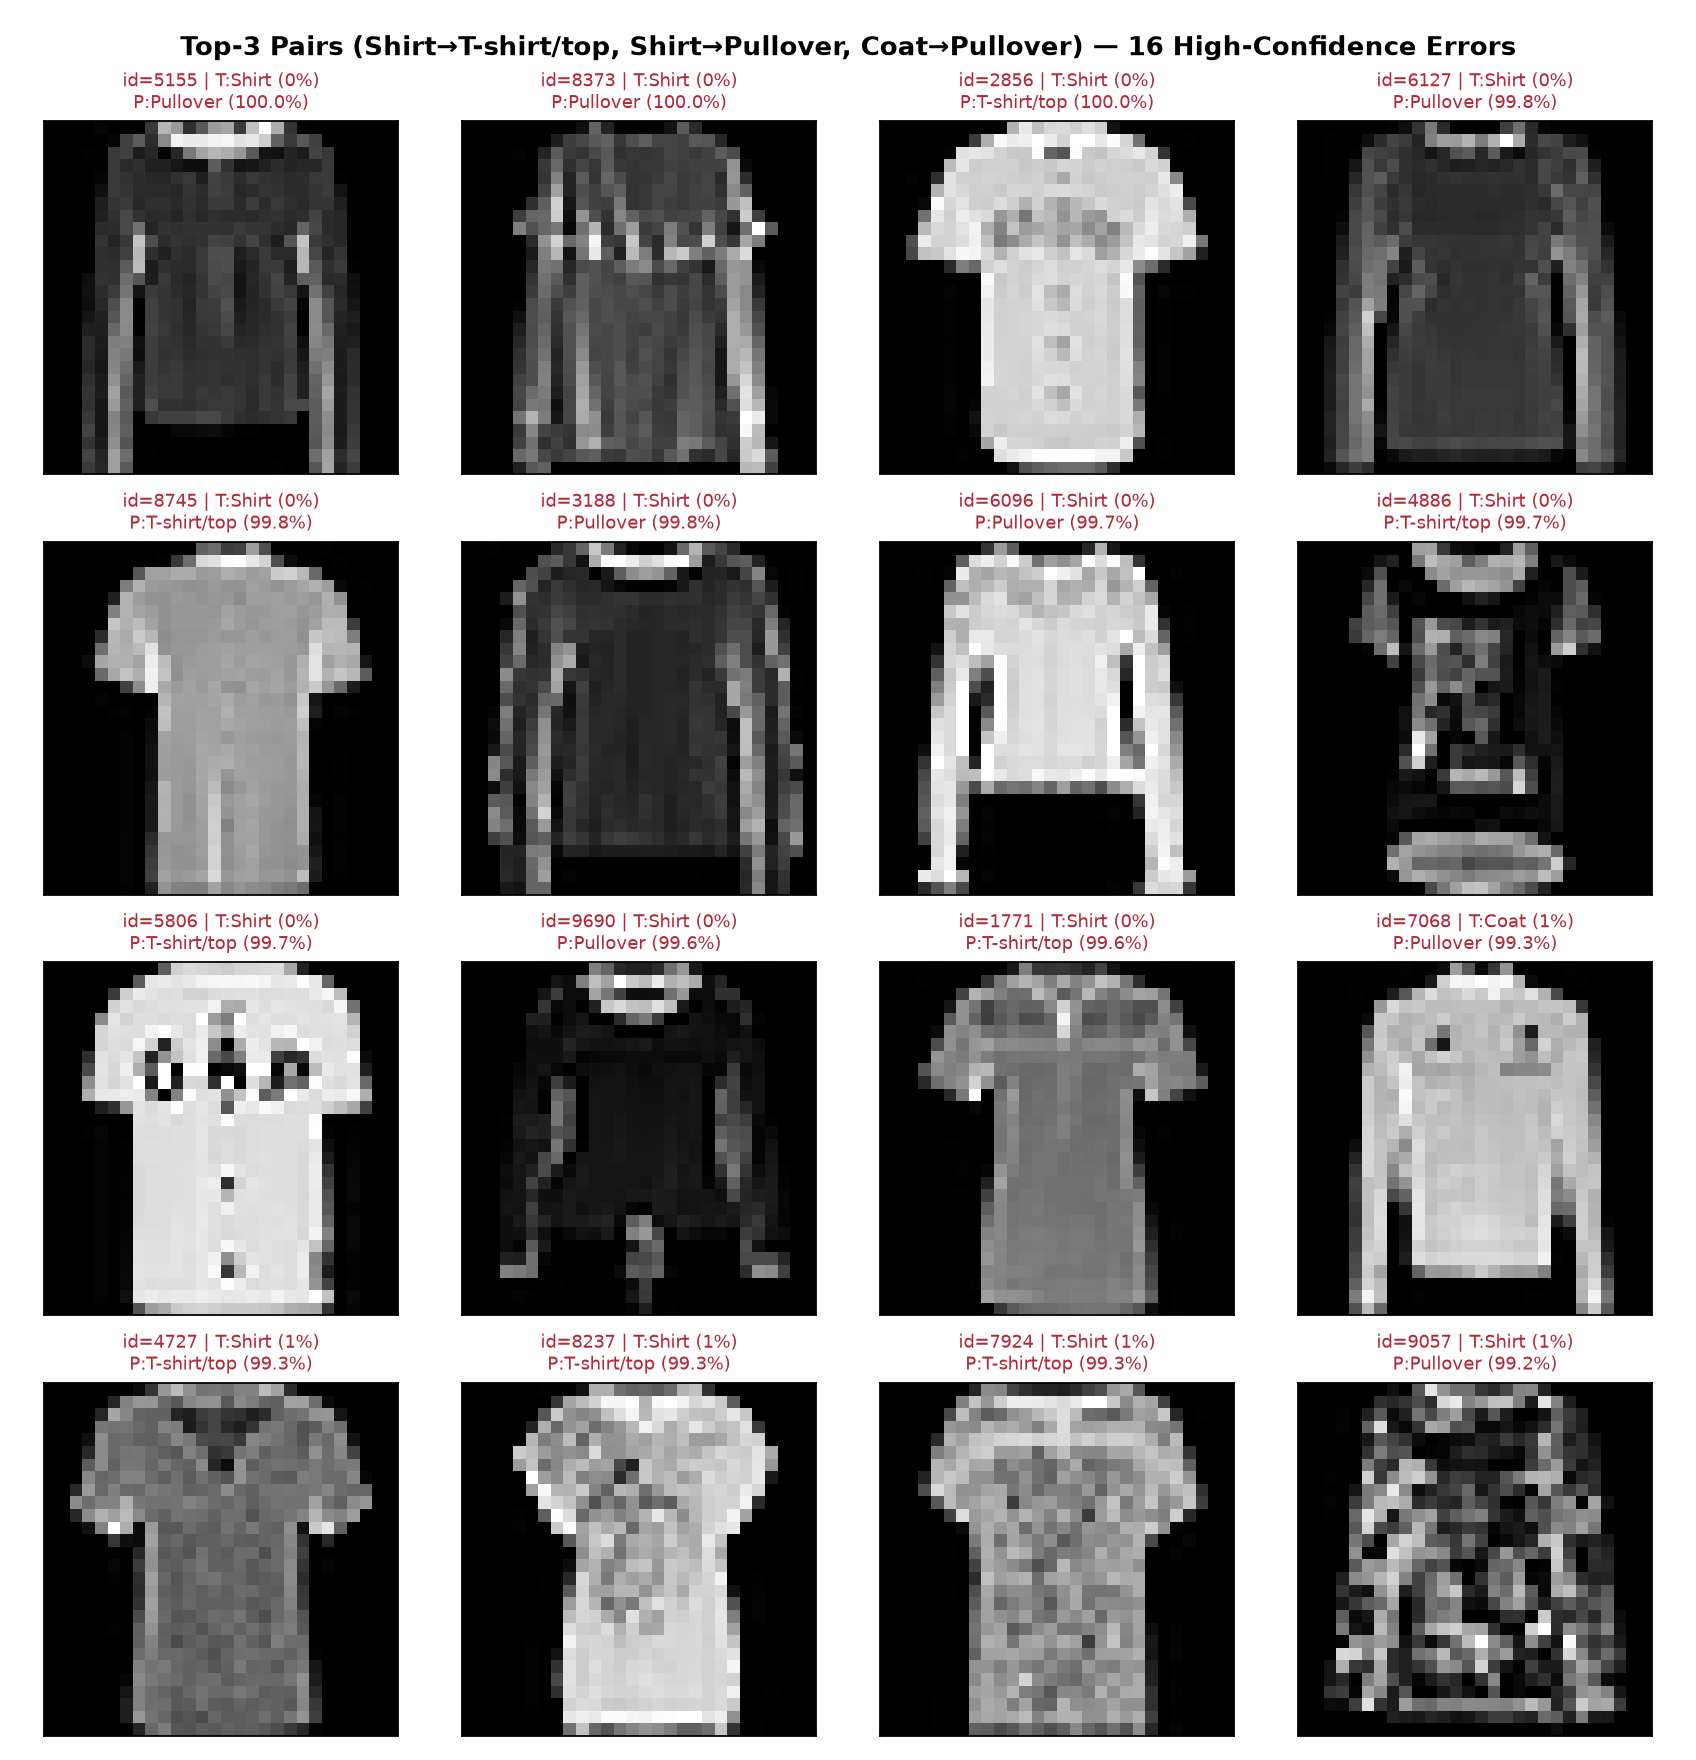 Top-3 Pairs (Shirt→T-shirt/top, Shirt→Pullover, Coat→Pullover) — 16 High-Confidence Errors
id=5155 | T:Shirt (0%)
P:Pullover (100.0%)
id=8373 | T:Shirt (0%)
P:Pullover (100.0%)
id=2856 | T:Shirt (0%)
P:T-shirt/top (100.0%)
id=6127 | T:Shirt (0%)
P:Pullover (99.8%)
id=8745 | T:Shirt (0%)
P:T-shirt/top (99.8%)
id=3188 | T:Shirt (0%)
P:Pullover (99.8%)
id=6096 | T:Shirt (0%)
P:Pullover (99.7%)
id=4886 | T:Shirt (0%)
P:T-shirt/top (99.7%)
id=5806 | T:Shirt (0%)
P:T-shirt/top (99.7%)
id=9690 | T:Shirt (0%)
P:Pullover (99.6%)
id=1771 | T:Shirt (0%)
P:T-shirt/top (99.6%)
id=7068 | T:Coat (1%)
P:Pullover (99.3%)
id=4727 | T:Shirt (1%)
P:T-shirt/top (99.3%)
id=8237 | T:Shirt (1%)
P:T-shirt/top (99.3%)
id=7924 | T:Shirt (1%)
P:T-shirt/top (99.3%)
id=9057 | T:Shirt (1%)
P:Pullover (99.2%)